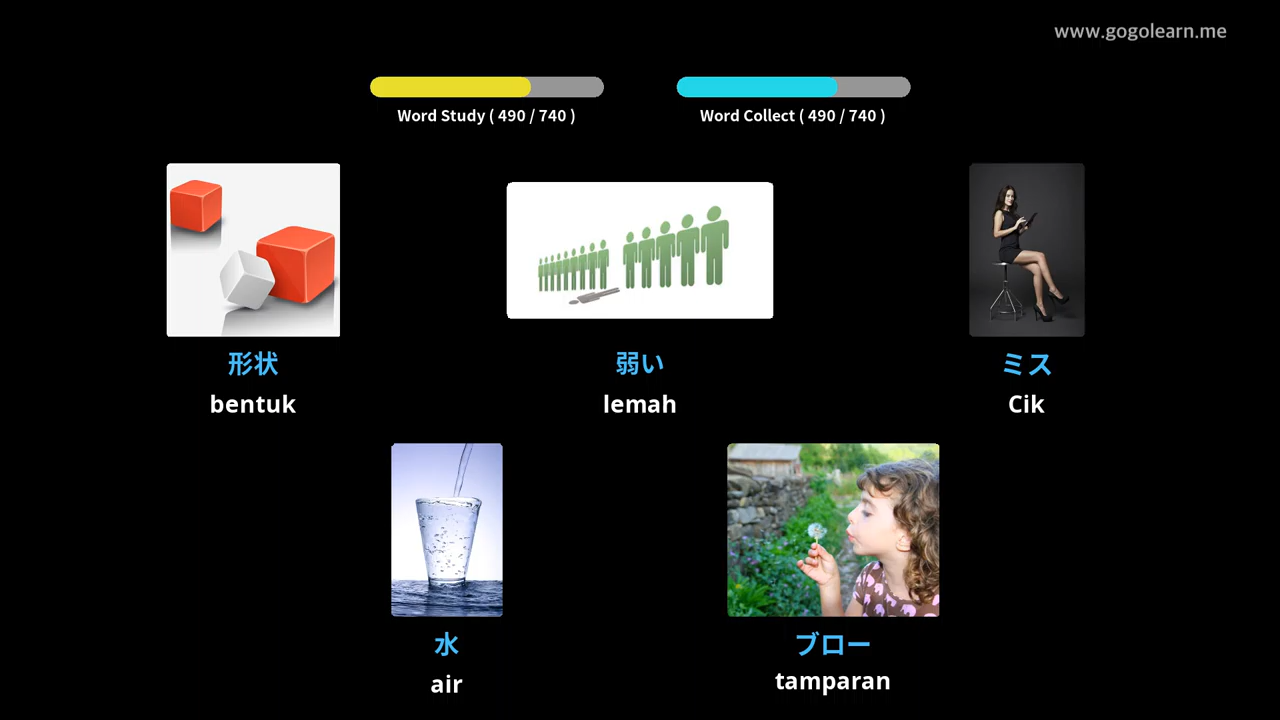 www.gogolearn.me
Word Study ( 490 / 740 )
Word Collect ( 490 / 740 )
形状
bentuk
弱い
lemah
ミス
Cik
水
air
ブロー
tamparan